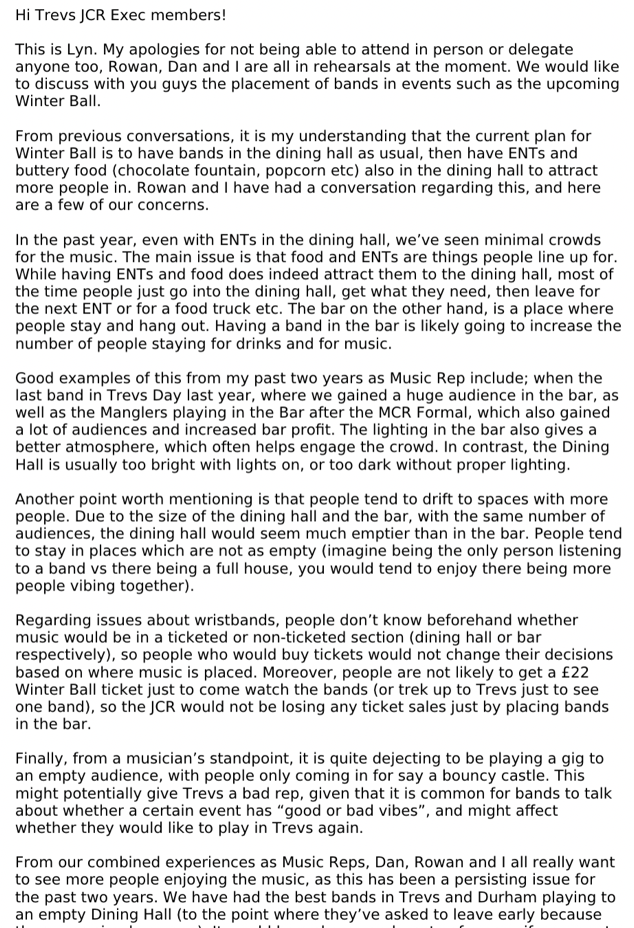 Hi Trevs JCR Exec members!
This is Lyn. My apologies for not being able to attend in person or delegate
anyone too, Rowan, Dan and I are all in rehearsals at the moment. We would like
to discuss with you guys the placement of bands in events such as the upcoming
Winter Ball.
From previous conversations, it is my understanding that the current plan for
Winter Ball is to have bands in the dining hall as usual, then have ENTs and
buttery food (chocolate fountain, popcorn etc) also in the dining hall to attract
more people in. Rowan and I have had a conversation regarding this, and here
are a few of our concerns.
In the past year, even with ENTs in the dining hall, we’ve seen minimal crowds
for the music. The main issue is that food and ENTs are things people line up for.
While having ENTs and food does indeed attract them to the dining hall, most of
the time people just go into the dining hall, get what they need, then leave for
the next ENT or for a food truck etc. The bar on the other hand, is a place where
people stay and hang out. Having a band in the bar is likely going to increase the
number of people staying for drinks and for music.
Good examples of this from my past two years as Music Rep include; when the
last band in Trevs Day last year, where we gained a huge audience in the bar, as
well as the Manglers playing in the Bar after the MCR Formal, which also gained
a lot of audiences and increased bar profit. The lighting in the bar also gives a
better atmosphere, which often helps engage the crowd. In contrast, the Dining
Hall is usually too bright with lights on, or too dark without proper lighting.
Another point worth mentioning is that people tend to drift to spaces with more
people. Due to the size of the dining hall and the bar, with the same number of
audiences, the dining hall would seem much emptier than in the bar. People tend
to stay in places which are not as empty (imagine being the only person listening
to a band vs there being a full house, you would tend to enjoy there being more
people vibing together).
Regarding issues about wristbands, people don’t know beforehand whether
music would be in a ticketed or non-ticketed section (dining hall or bar
respectively), so people who would buy tickets would not change their decisions
based on where music is placed. Moreover, people are not likely to get a £22
Winter Ball ticket just to come watch the bands (or trek up to Trevs just to see
one band), so the JCR would not be losing any ticket sales just by placing bands
in the bar.
Finally, from a musician’s standpoint, it is quite dejecting to be playing a gig to
an empty audience, with people only coming in for say a bouncy castle. This
might potentially give Trevs a bad rep, given that it is common for bands to talk
about whether a certain event has “good or bad vibes”, and might affect
whether they would like to play in Trevs again.
From our combined experiences as Music Reps, Dan, Rowan and I all really want
to see more people enjoying the music, as this has been a persisting issue for
the past two years. We have had the best bands in Trevs and Durham playing to
an empty Dining Hall (to the point where they’ve asked to leave early because